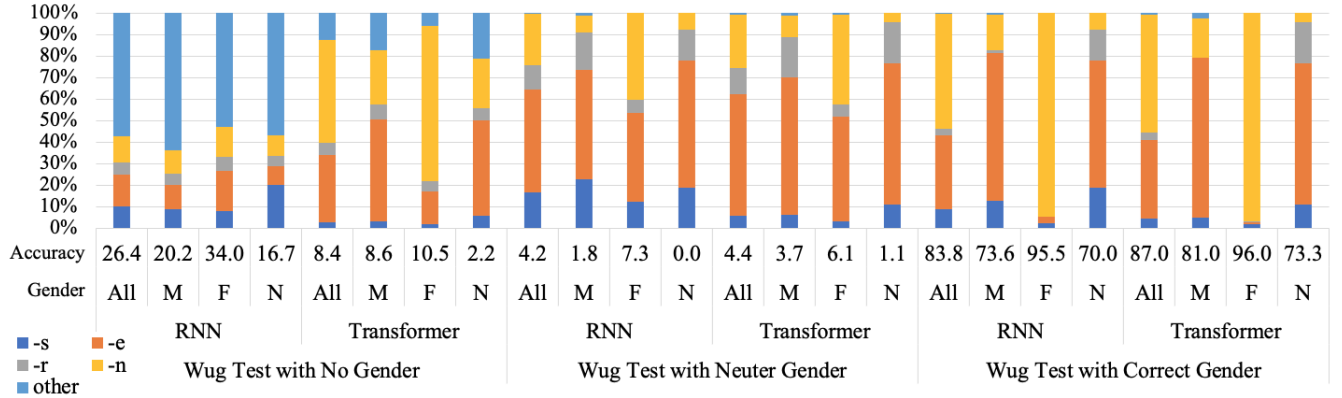 100%
90%
80%
70%
60%
50%
40%
30%
20%
10%
0%
Accuracy 26.4 20.2 34.0 16.7 8.4 8.6 10.5 2.2 4.2 1.8 7.3 0.0 4.4 3.7 6.1 1.1 83.8 73.6 95.5 70.0 87.0 81.0 96.0 73.3
Gender All M F N All M F N All M F N All M F N All M F N All M F N
RNN Transformer RNN Transformer RNN Transformer
Wug Test with No Gender Wug Test with Neuter Gender Wug Test with Correct Gender
-s -e
-r -n
other